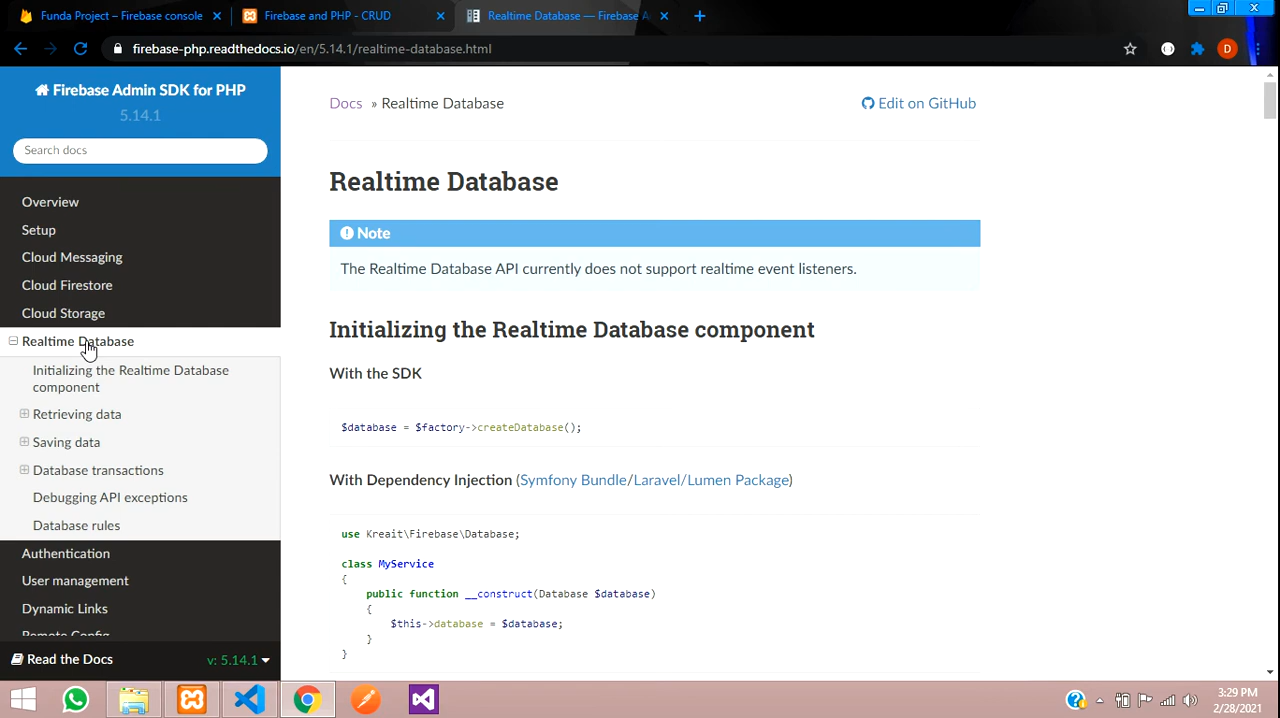 Funda Project – Firebase console
Firebase and PHP - CRUD
Realtime Database — Firebase A
firebase-php.readthedocs.io/en/5.14.1/realtime-database.html
D
Firebase Admin SDK for PHP
5.14.1
Search docs
Overview
Setup
Cloud Messaging
Cloud Firestore
Cloud Storage
Realtime Database
Initializing the Realtime Database
component
Retrieving data
Saving data
Database transactions
Debugging API exceptions
Database rules
Authentication
User management
Dynamic Links
Remote Config
Read the Docs
v: 5.14.1
Docs » Realtime Database
Edit on GitHub
Realtime Database
Note
The Realtime Database API currently does not support realtime event listeners.
Initializing the Realtime Database component
With the SDK
$database = $factory->createDatabase();
With Dependency Injection (Symfony Bundle/Laravel/Lumen Package)
use Kreait\Firebase\Database;
class MyService
{
public function __construct(Database $database)
{
$this->database = $database;
}
}
3:29 PM
2/28/2021